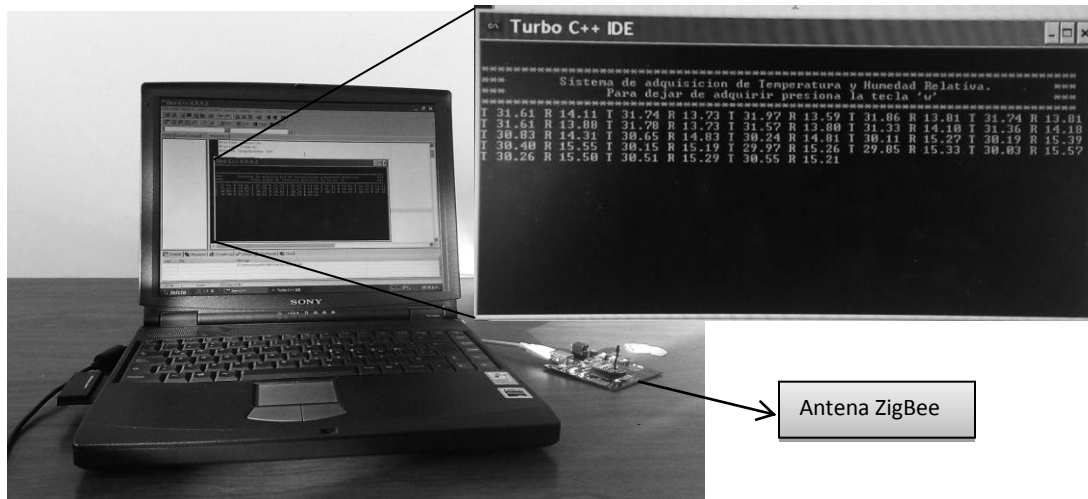 Turbo C++ IDE
Sistema de adquisicion de Temperatura y Humedad Relativa.
Para dejar de adquirir presiona la tecla 'w'
T 31.61 R 14.11 T 31.74 R 13.73 T 31.97 R 13.59 T 31.86 R 13.81 T 31.74 R 13.81
T 31.65 R 13.88 T 31.78 R 13.73 T 31.57 R 13.80 T 31.33 R 14.10 T 31.36 R 14.18
T 30.83 R 14.31 T 30.65 R 14.83 T 30.24 R 14.81 T 30.11 R 15.27 T 30.19 R 15.39
T 30.40 R 15.55 T 30.15 R 15.19 T 29.97 R 15.26 T 29.85 R 15.33 T 30.03 R 15.57
T 30.26 R 15.50 T 30.51 R 15.29 T 30.55 R 15.21
Inicio
SONY
Antena ZigBee